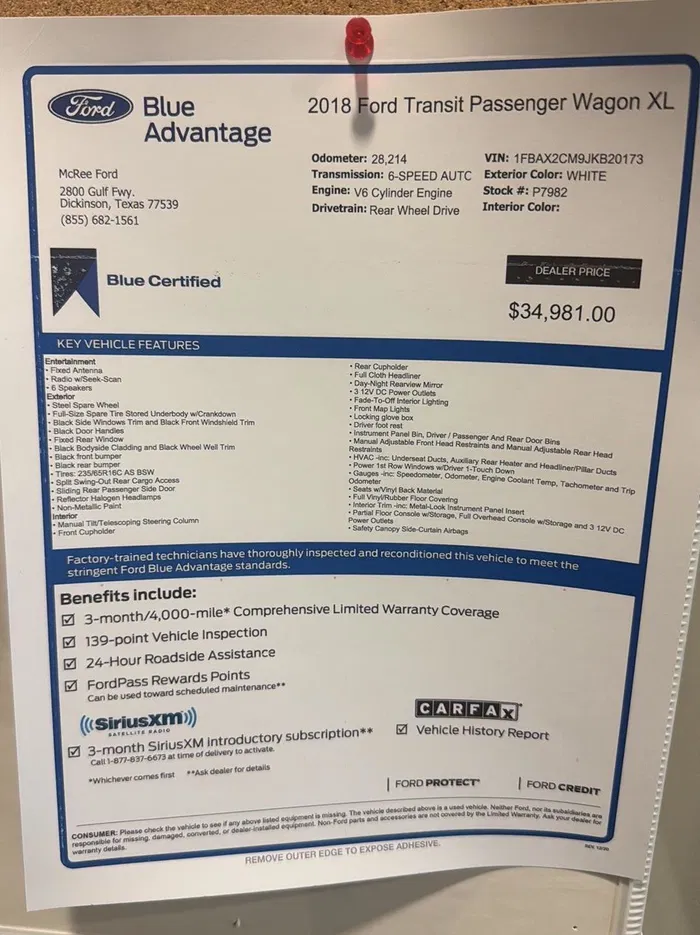 Ford
Blue
Advantage
2018 Ford Transit Passenger Wagon XL
McRee Ford
2800 Gulf Fwy.
Dickinson, Texas 77539
(855) 682-1561
Odometer: 28,214
Transmission: 6-SPEED AUTC
Engine: V6 Cylinder Engine
Drivetrain: Rear Wheel Drive
VIN: 1FBAX2CM9JKB20173
Exterior Color: WHITE
Stock #: P7982
Interior Color:
Blue Certified
DEALER PRICE
$34,981.00
KEY VEHICLE FEATURES
Entertainment
• Fixed Antenna
• Radio w/Seek-Scan
• 6 Speakers
Exterior
• Steel Spare Wheel
• Full-Size Spare Tire Stored Underbody w/Crankdown
• Black Side Windows Trim and Black Front Windshield Trim
• Black Door Handles
• Fixed Rear Window
• Black Bodyside Cladding and Black Wheel Well Trim
• Black front bumper
• Black rear bumper
• Tires: 235/65R16C AS BSW
• Split Swing-Out Rear Cargo Access
• Sliding Rear Passenger Side Door
• Reflector Halogen Headlamps
• Non-Metallic Paint
Interior
• Manual Tilt/Telescoping Steering Column
• Front Cupholder
• Rear Cupholder
• Full Cloth Headliner
• Day-Night Rearview Mirror
• 3 12V DC Power Outlets
• Fade-To-Off Interior Lighting
• Front Map Lights
• Locking glove box
• Driver foot rest
• Instrument Panel Bin, Driver / Passenger And Rear Door Bins
• Manual Adjustable Front Head Restraints and Manual Adjustable Rear Head
Restraints
• HVAC -inc: Underseat Ducts, Auxiliary Rear Heater and Headliner/Pillar Ducts
• Power 1st Row Windows w/Driver 1-Touch Down
• Gauges -inc: Speedometer, Odometer, Engine Coolant Temp, Tachometer and Trip
Odometer
• Seats w/Vinyl Back Material
• Full Vinyl/Rubber Floor Covering
• Interior Trim -inc: Metal-Look Instrument Panel Insert
• Partial Floor Console w/Storage, Full Overhead Console w/Storage and 3 12V DC
Power Outlets
• Safety Canopy Side-Curtain Airbags
Factory-trained technicians have thoroughly inspected and reconditioned this vehicle to meet the
stringent Ford Blue Advantage standards.
Benefits include:
3-month/4,000-mile* Comprehensive Limited Warranty Coverage
139-point Vehicle Inspection
24-Hour Roadside Assistance
FordPass Rewards Points
Can be used toward scheduled maintenance**
SiriusXM
SATELLITE RADIO
3-month SiriusXM introductory subscription**
Call 1-877-837-6673 at time of delivery to activate.
*Whichever comes first **Ask dealer for details
CARFAX
Vehicle History Report
FORD PROTECT
FORD CREDIT
CONSUMER: Please check the vehicle to see if any above listed equipment is missing. The vehicle described above is a used vehicle. Neither Ford, nor its subsidiaries are
responsible for missing, damaged, converted, or dealer-installed equipment. Non-Ford parts and accessories are not covered by the Limited Warranty. Ask your dealer for
warranty details.
REMOVE OUTER EDGE TO EXPOSE ADHESIVE.